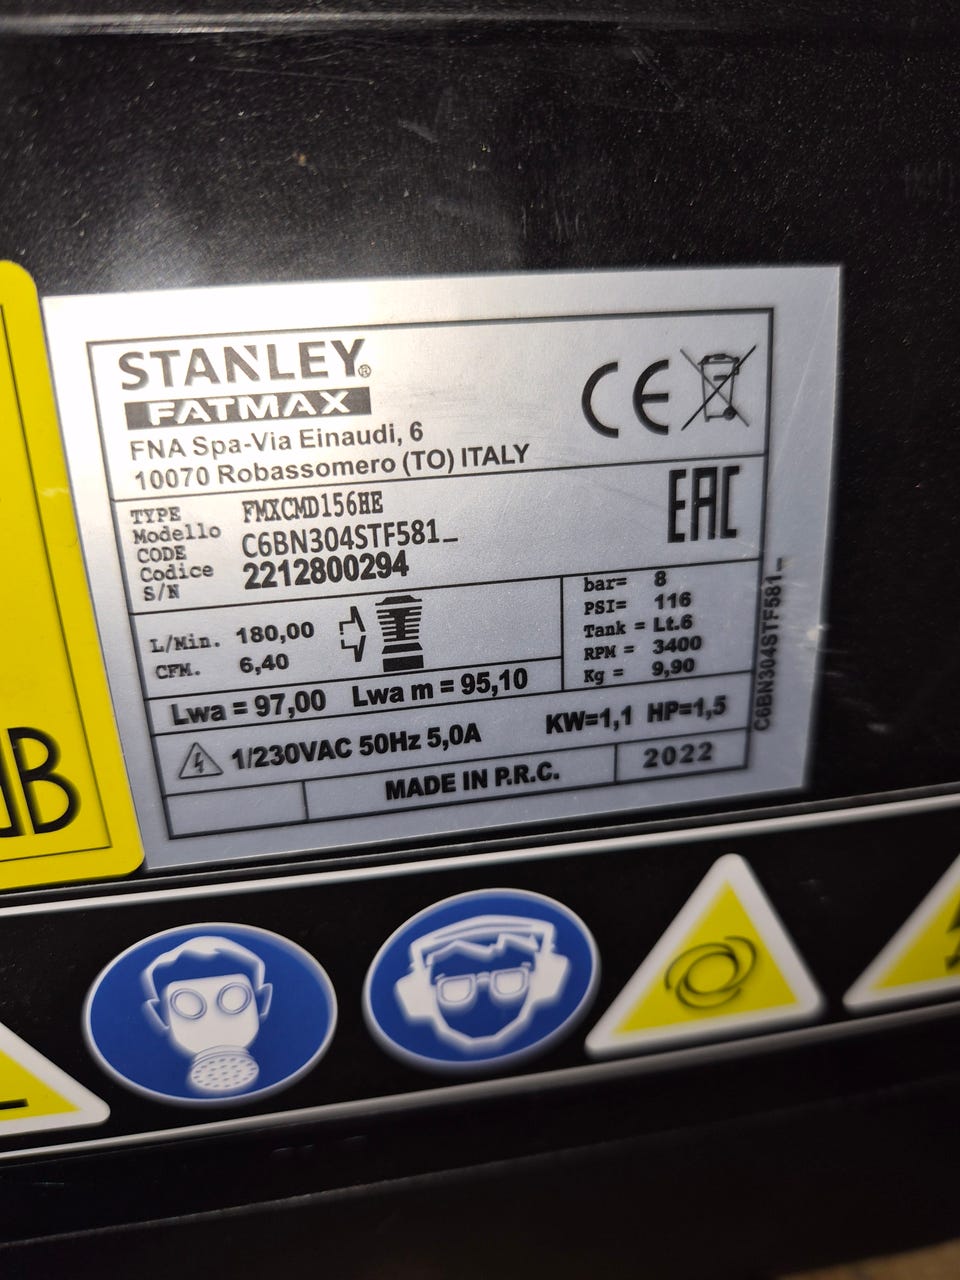 STANLEY®
FATMAX
FNA Spa-Via Einaudi, 6
10070 Robassomero (TO) ITALY
CE
TYPE FMXCMD156HE
Modello
CODE C6BN304STF581_
Codice
S/N 2212800294
EAC
L/Min. 180,00
CFM. 6,40
bar= 8
PSI= 116
Tank = Lt.6
RPM = 3400
Kg = 9,90
Lwa = 97,00 Lwa m = 95,10
1/230VAC 50Hz 5,0A KW=1,1 HP=1,5
MADE IN P.R.C. 2022
C6BN304STF581_